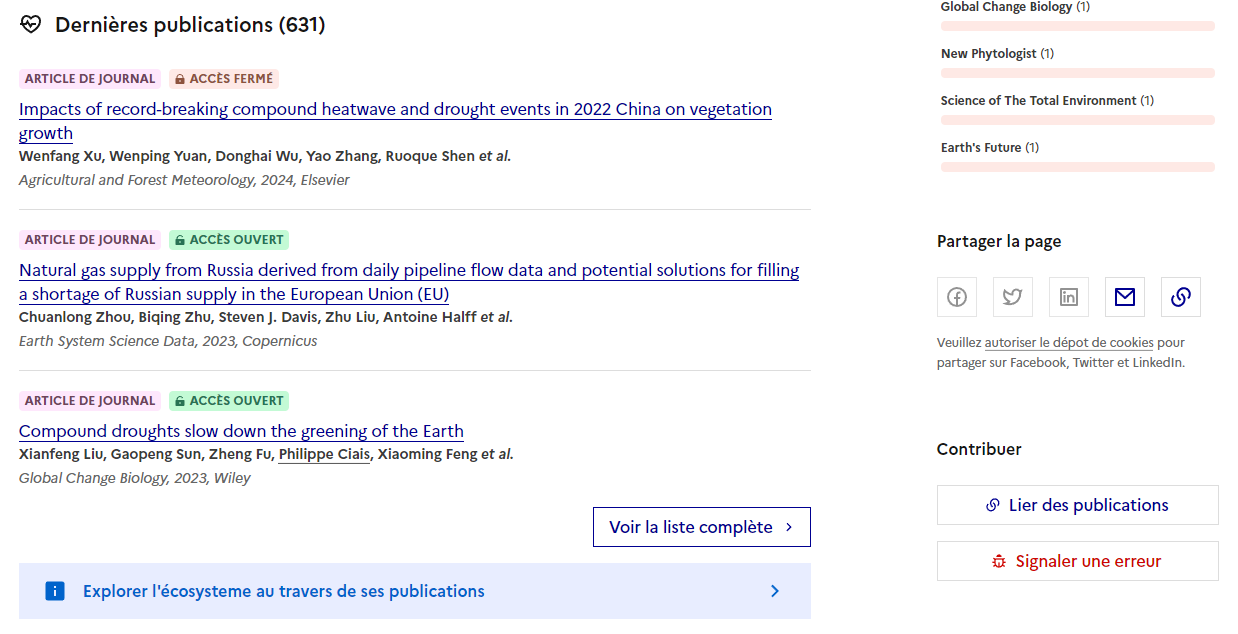 Dernières publications (631)
ARTICLE DE JOURNAL ACCÈS FERMÉ
Impacts of record-breaking compound heatwave and drought events in 2022 China on vegetation
growth
Wenfang Xu, Wenping Yuan, Donghai Wu, Yao Zhang, Ruoque Shen et al.
Agricultural and Forest Meteorology, 2024, Elsevier
ARTICLE DE JOURNAL ACCÈS OUVERT
Natural gas supply from Russia derived from daily pipeline flow data and potential solutions for filling
a shortage of Russian supply in the European Union (EU)
Chuanlong Zhou, Biqing Zhu, Steven J. Davis, Zhu Liu, Antoine Halff et al.
Earth System Science Data, 2023, Copernicus
ARTICLE DE JOURNAL ACCÈS OUVERT
Compound droughts slow down the greening of the Earth
Xianfeng Liu, Gaopeng Sun, Zheng Fu, Philippe Ciais, Xiaoming Feng et al.
Global Change Biology, 2023, Wiley
Voir la liste complète
Explorer l'écosysteme au travers de ses publications
Global Change Biology (1)
New Phytologist (1)
Science of The Total Environment (1)
Earth's Future (1)
Partager la page
Veuillez autoriser le dépot de cookies pour
partager sur Facebook, Twitter et LinkedIn.
Contribuer
Lier des publications
Signaler une erreur